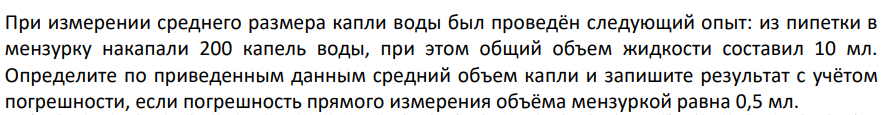 При измерении среднего размера капли воды был проведён следующий опыт: из пипетки в
мензурку накапали 200 капель воды, при этом общий объем жидкости составил 10 мл.
Определите по приведенным данным средний объем капли и запишите результат с учётом
погрешности, если погрешность прямого измерения объёма мензуркой равна 0,5 мл.